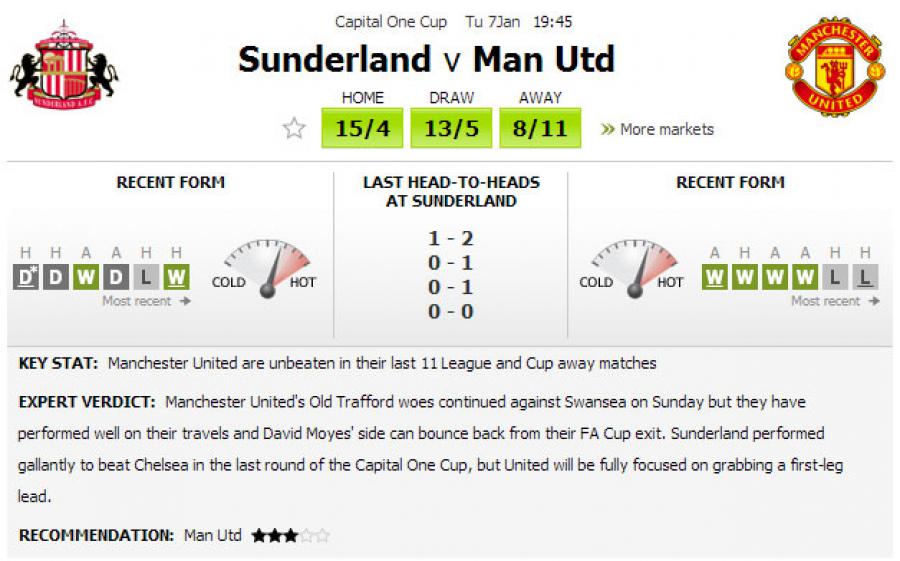 Capital One Cup Tu 7Jan 19:45
Sunderland v Man Utd
HOME DRAW AWAY
15/4 13/5 8/11 » More markets
SUNDERLAND A.F.C
MANCHESTER
UNITED
RECENT FORM
H H A A H H
D* D W D L W
Most recent →
COLD HOT
LAST HEAD-TO-HEADS
AT SUNDERLAND
1 - 2
0 - 1
0 - 1
0 - 0
RECENT FORM
COLD HOT
A H A A H H
W W W W L L
Most recent →
KEY STAT: Manchester United are unbeaten in their last 11 League and Cup away matches
EXPERT VERDICT: Manchester United's Old Trafford woes continued against Swansea on Sunday but they have
performed well on their travels and David Moyes' side can bounce back from their FA Cup exit. Sunderland performed
gallantly to beat Chelsea in the last round of the Capital One Cup, but United will be fully focused on grabbing a first-leg
lead.
RECOMMENDATION: Man Utd ★★★☆☆